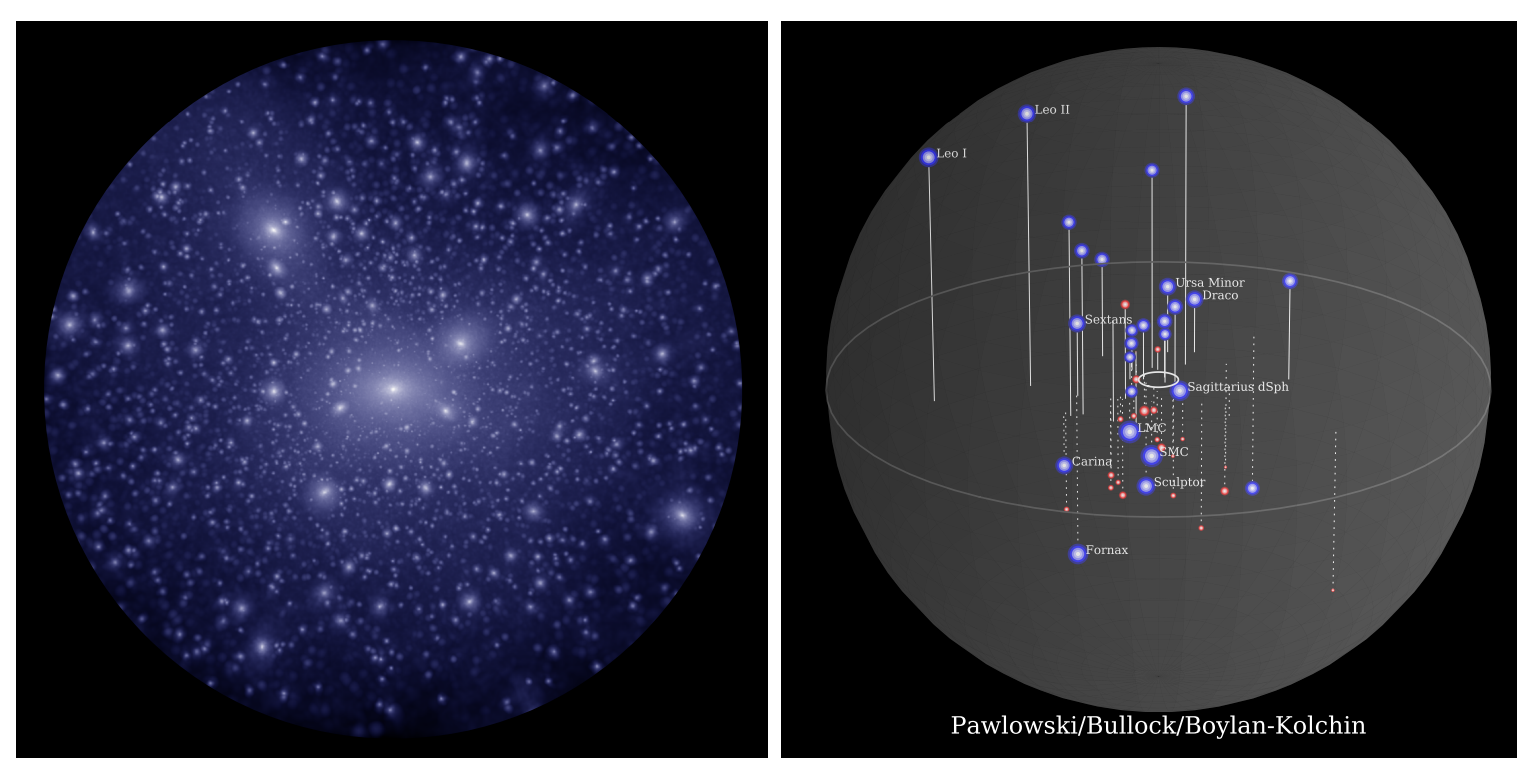 Leo II
Leo I
Ursa Minor
Draco
Sextans
Sagittarius dSph
LMC
SMC
Carina
Sculptor
Fornax
Pawlowski/Bullock/Boylan-Kolchin